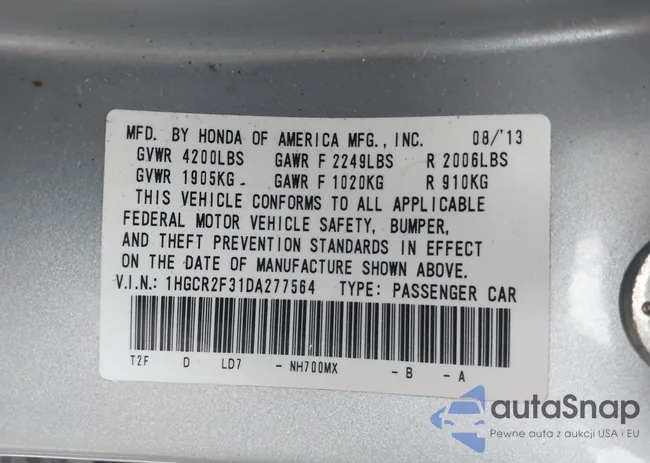 MFD. BY HONDA OF AMERICA MFG., INC. 08/'13
GVWR 4200LBS GAWR F 2249LBS R 2006LBS
GVWR 1905KG GAWR F 1020KG R 910KG
THIS VEHICLE CONFORMS TO ALL APPLICABLE
FEDERAL MOTOR VEHICLE SAFETY, BUMPER,
AND THEFT PREVENTION STANDARDS IN EFFECT
ON THE DATE OF MANUFACTURE SHOWN ABOVE.
V.I.N.: 1HGCR2F31DA277564 TYPE: PASSENGER CAR
T2F D LD7 - NH700MX - B - A
autaSnap
Pewne auta z aukcji USA i EU